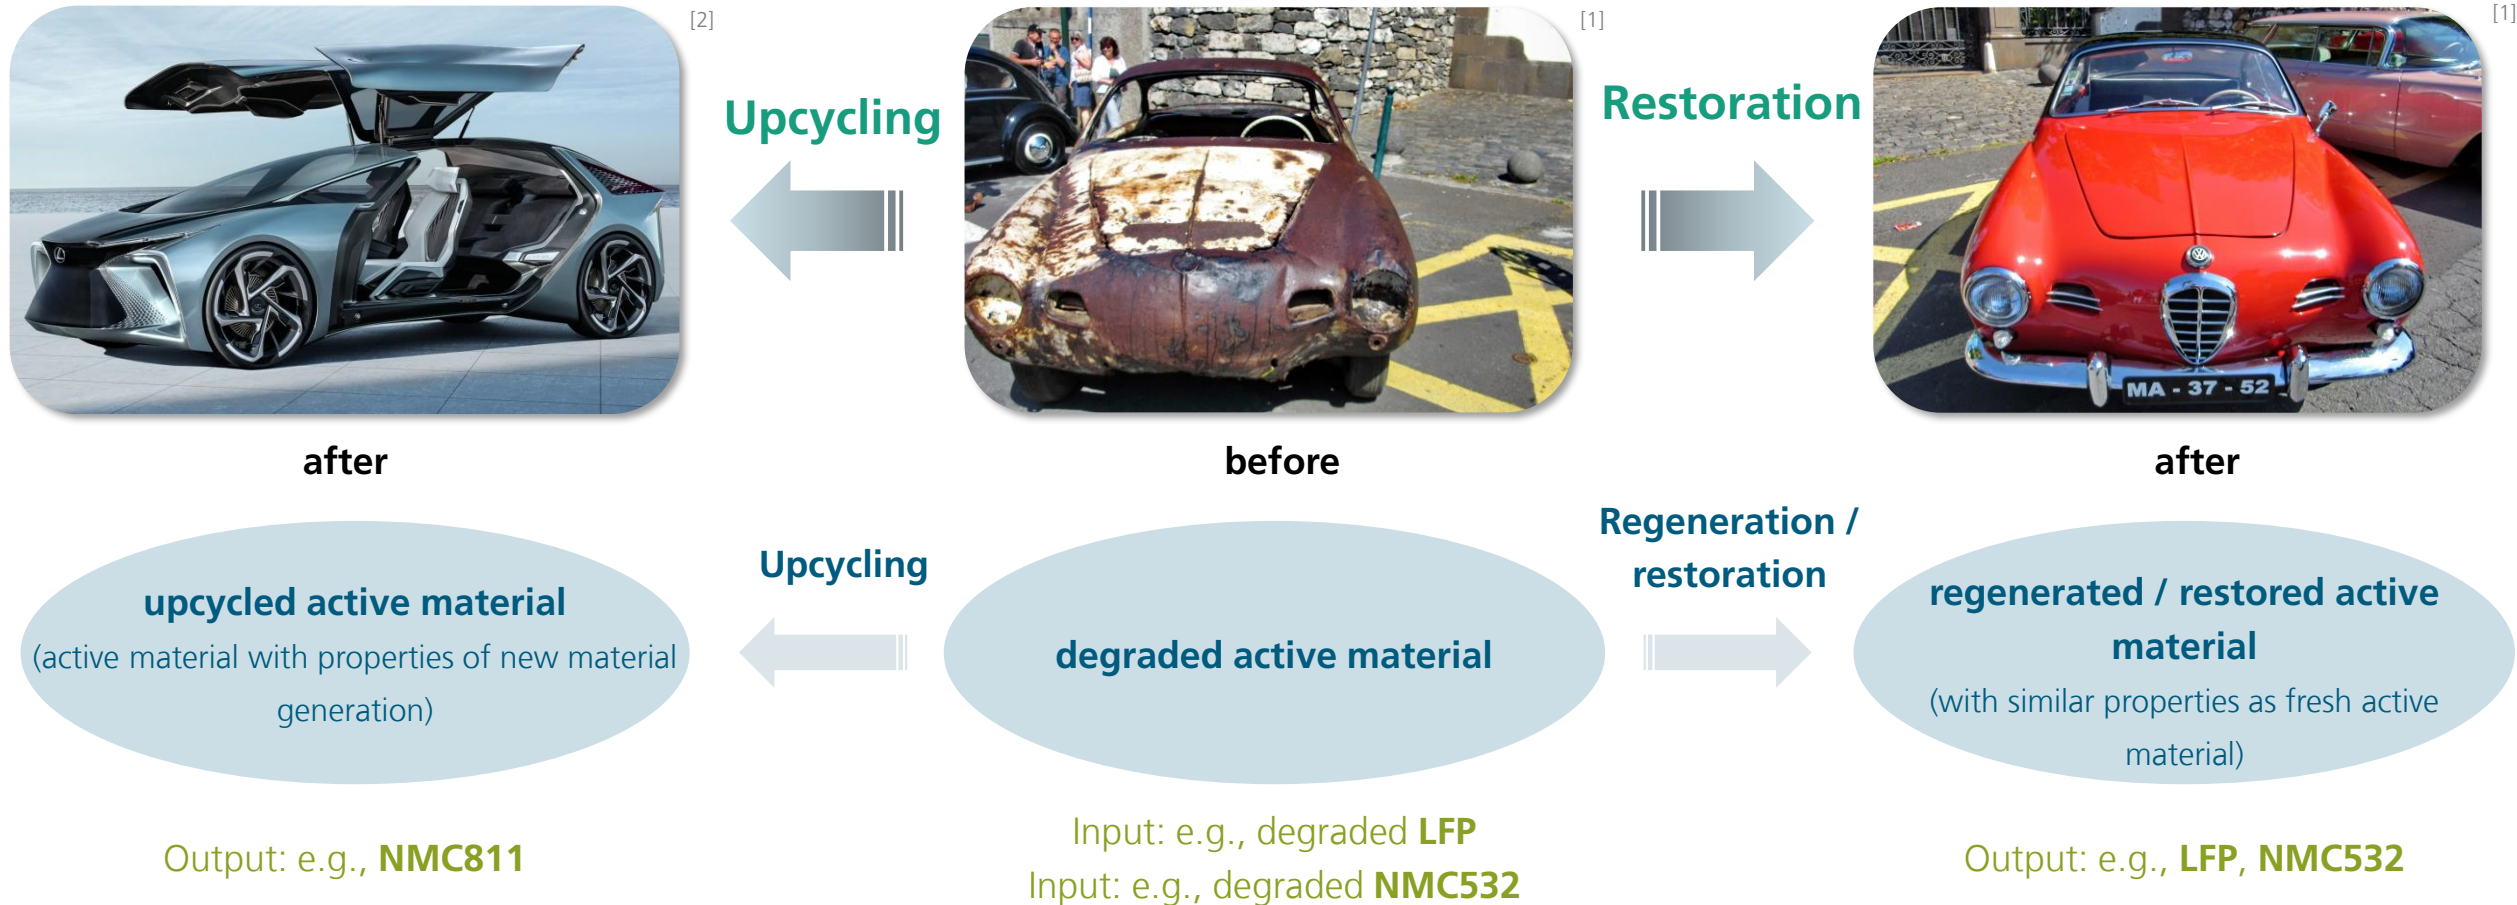 [2]
[1]
[1]
Upcycling
Restoration
MA - 37 - 52
after
before
after
Upcycling
Regeneration /
restoration
upcycled active material
(active material with properties of new material
generation)
degraded active material
regenerated / restored active
material
(with similar properties as fresh active
material)
Output: e.g., NMC811
Input: e.g., degraded LFP
Input: e.g., degraded NMC532
Output: e.g., LFP, NMC532